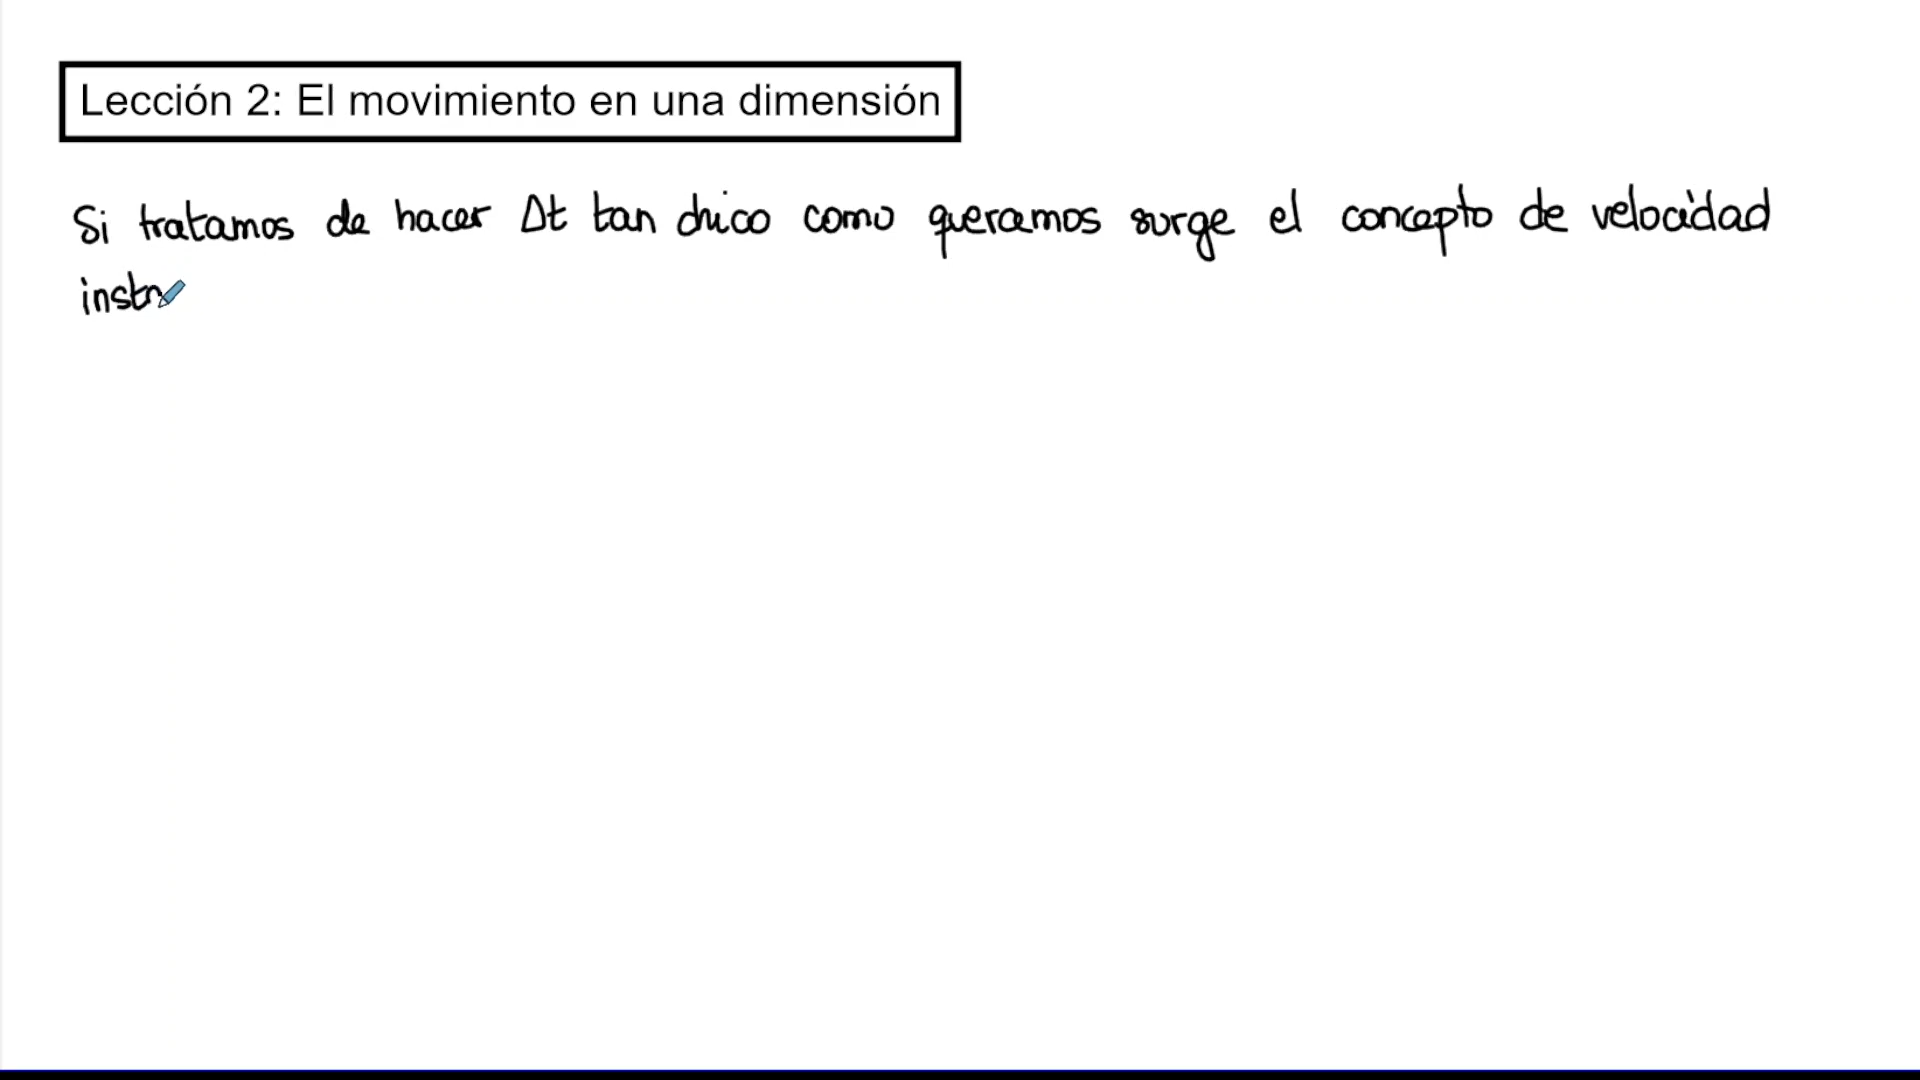 Lección 2: El movimiento en una dimensión
Si tratamos de hacer Δt tan chico como queramos surge el concepto de velocidad